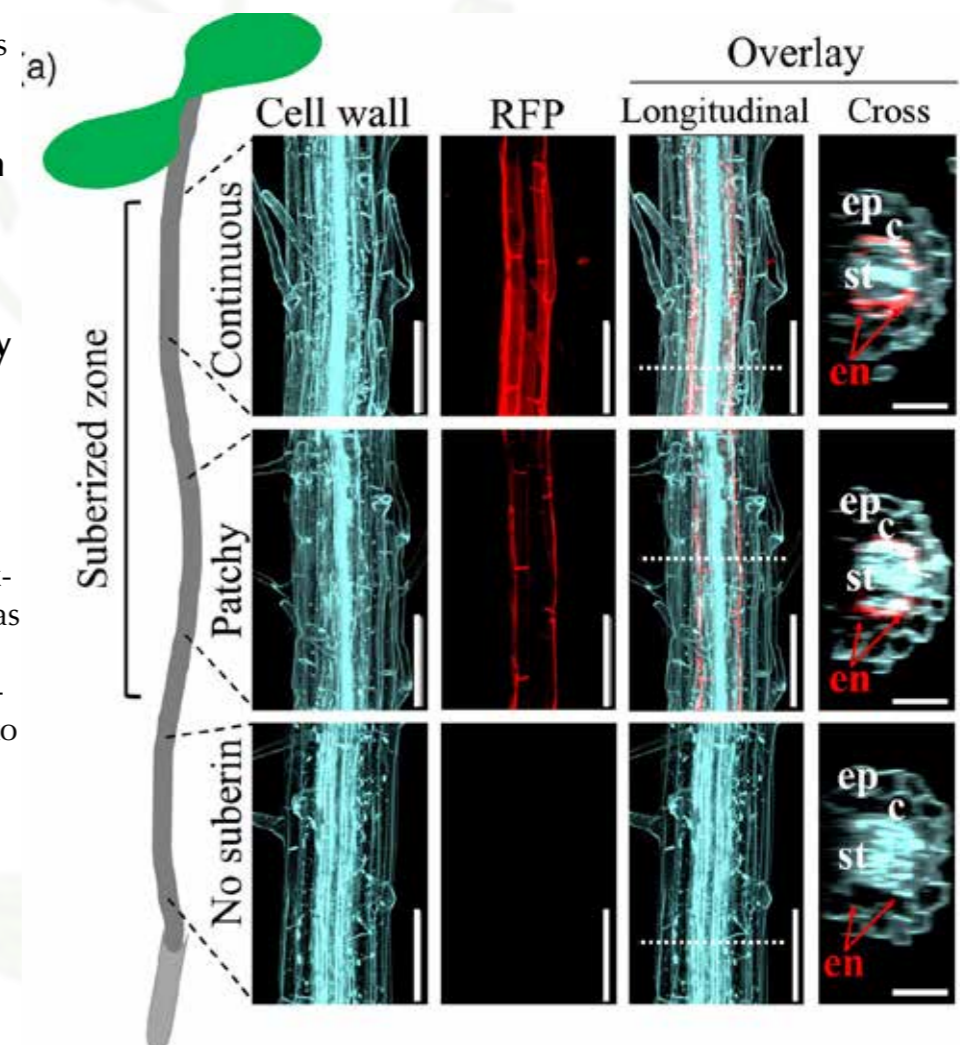 s
(a)
Overlay
Cell wall
RFP
Longitudinal
Cross
Suberized zone
Continuous
ep
c
st
en
Patchy
ep
c
st
en
No suberin
ep
c
st
en
n
y
-
as
-
o